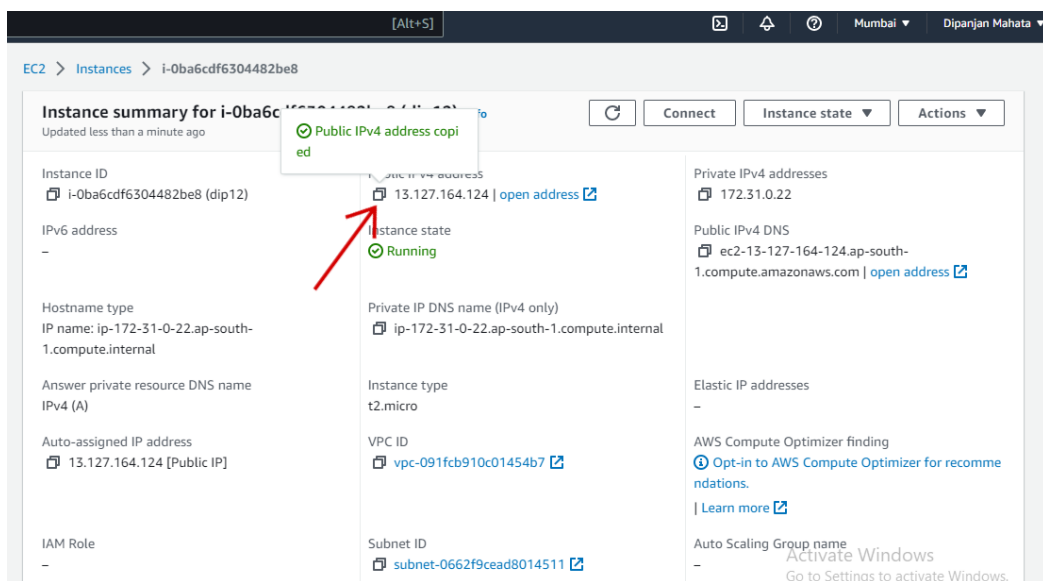 [Alt+S] Mumbai ▼ Dipanjan Mahata ▼
EC2 > Instances > i-0ba6cdf6304482be8
Instance summary for i-0ba6c
Connect Instance state ▼ Actions ▼
Updated less than a minute ago
Public IPv4 address copi
ed
Instance ID
i-0ba6cdf6304482be8 (dip12)
Public IPv4 address
13.127.164.124 | open address
Private IPv4 addresses
172.31.0.22
IPv6 address
–
Instance state
Running
Public IPv4 DNS
ec2-13-127-164-124.ap-south-
1.compute.amazonaws.com | open address
Hostname type
IP name: ip-172-31-0-22.ap-south-
1.compute.internal
Private IP DNS name (IPv4 only)
ip-172-31-0-22.ap-south-1.compute.internal
Answer private resource DNS name
IPv4 (A)
Instance type
t2.micro
Elastic IP addresses
–
Auto-assigned IP address
13.127.164.124 [Public IP]
VPC ID
vpc-091fcb910c01454b7
AWS Compute Optimizer finding
Opt-in to AWS Compute Optimizer for recomme
ndations.
| Learn more
IAM Role
–
Subnet ID
subnet-0662f9cead8014511
Auto Scaling Group name
–
Activate Windows
Go to Settings to activate Windows.